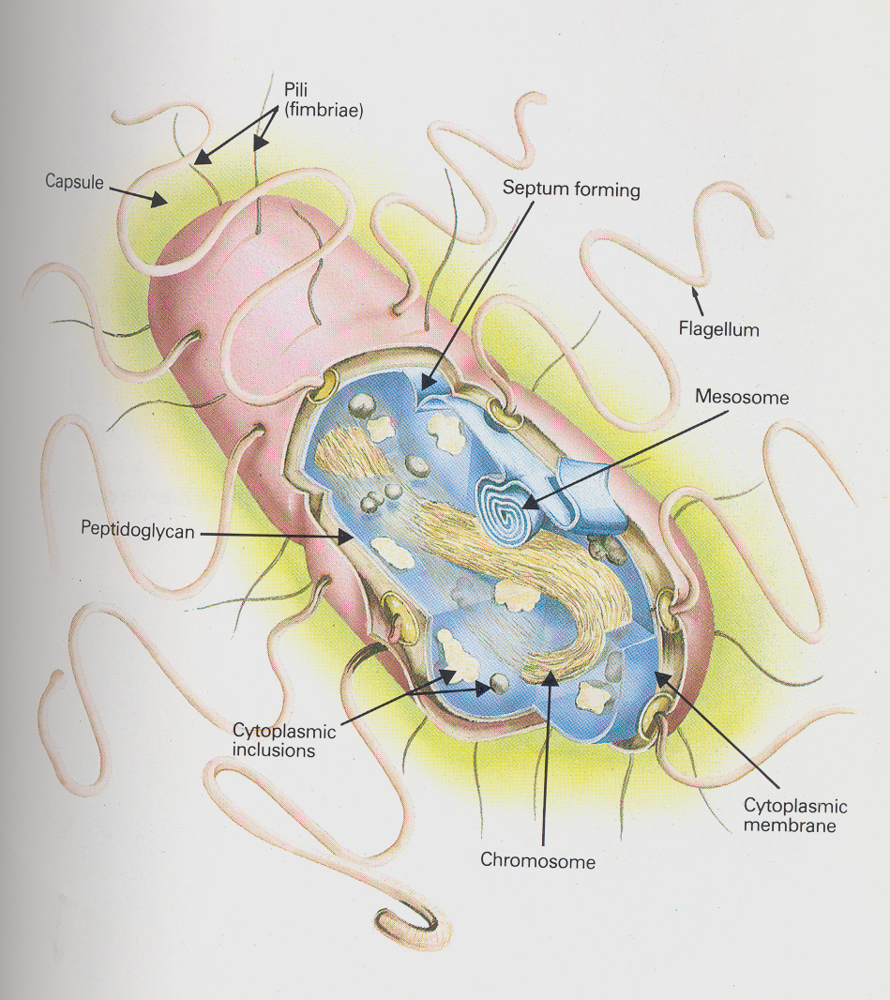 Pili
(fimbriae)
Capsule
Septum forming
Flagellum
Mesosome
Peptidoglycan
Cytoplasmic
inclusions
Cytoplasmic
membrane
Chromosome